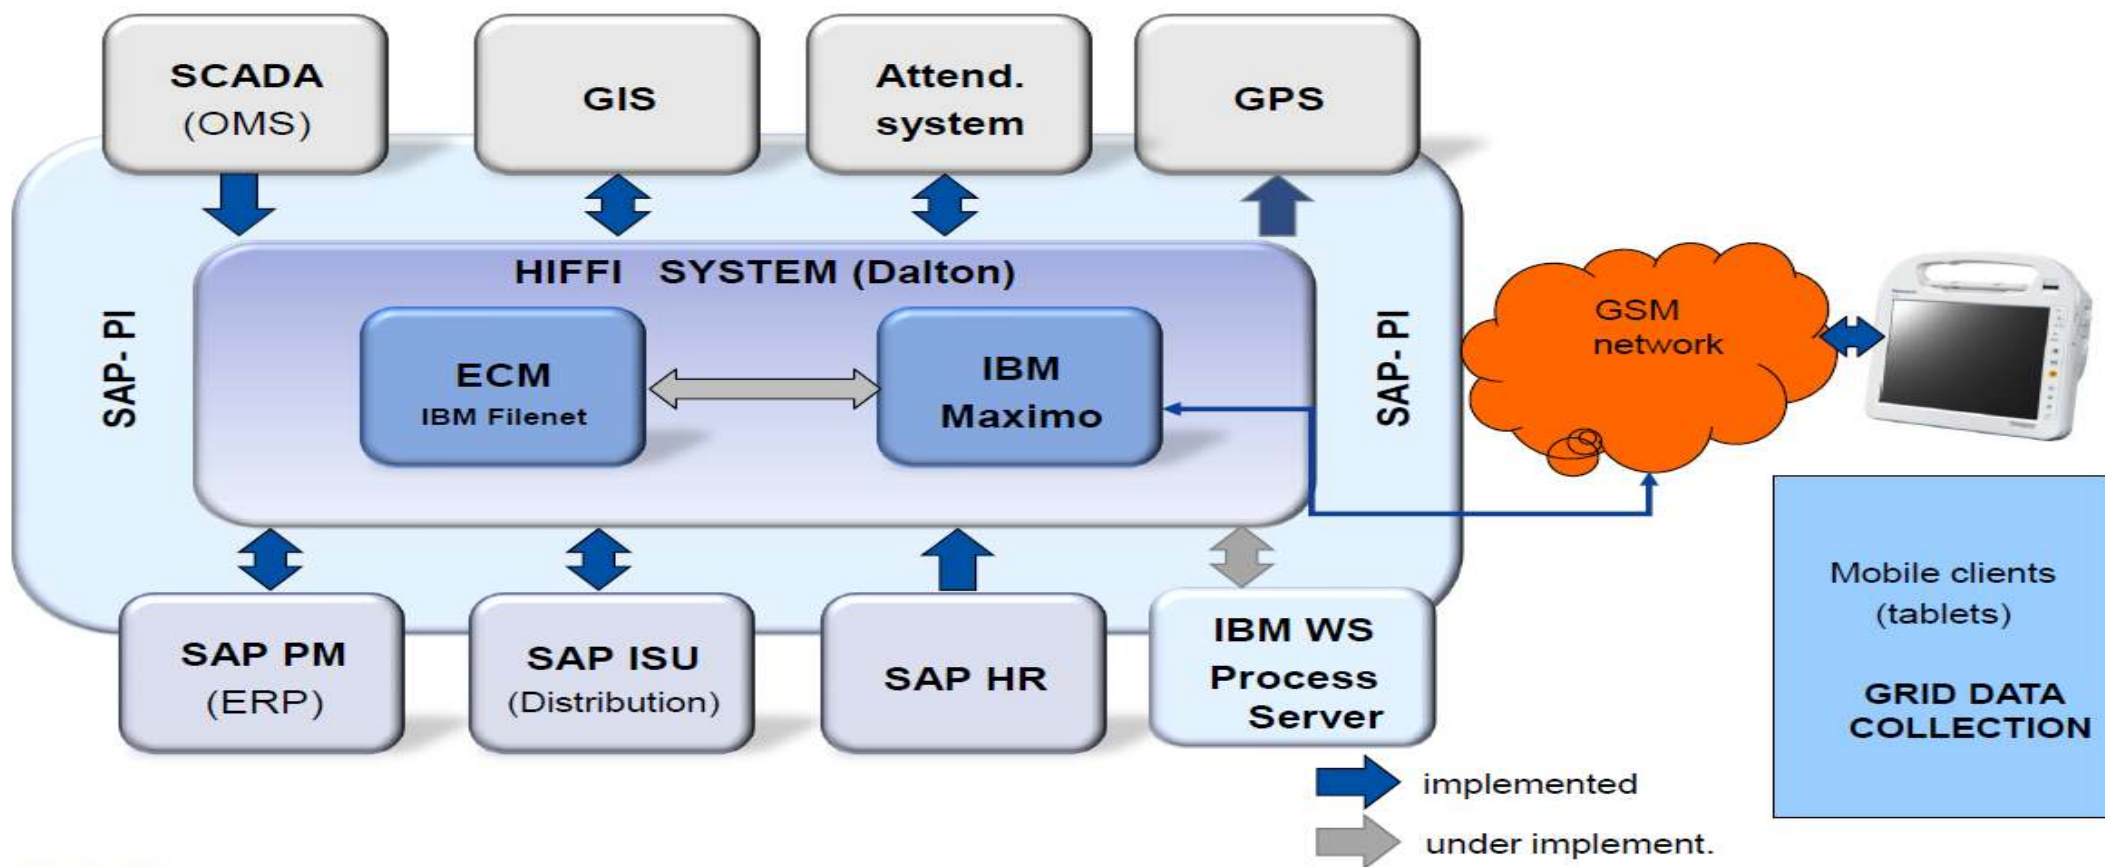 SCADA
(OMS)
GIS
Attend.
system
GPS
SAP- PI
HIFFI SYSTEM (Dalton)
ECM
IBM Filenet
IBM
Maximo
SAP- PI
GSM
network
SAP PM
(ERP)
SAP ISU
(Distribution)
SAP HR
IBM WS
Process
Server
Mobile clients
(tablets)
GRID DATA
COLLECTION
implemented
under implement.